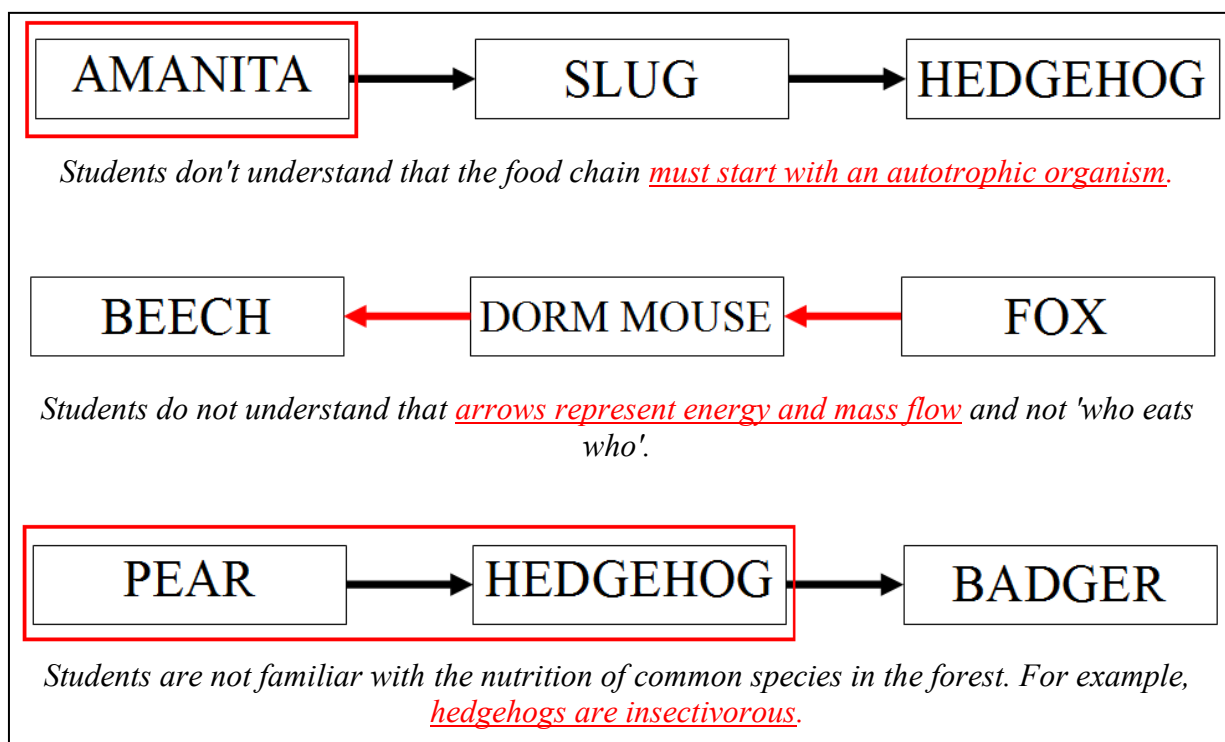 AMANITA SLUG HEDGEHOG
Students don't understand that the food chain must start with an autotrophic organism.
BEECH DORM MOUSE FOX
Students do not understand that arrows represent energy and mass flow and not 'who eats
who'.
PEAR HEDGEHOG BADGER
Students are not familiar with the nutrition of common species in the forest. For example,
hedgehogs are insectivorous.